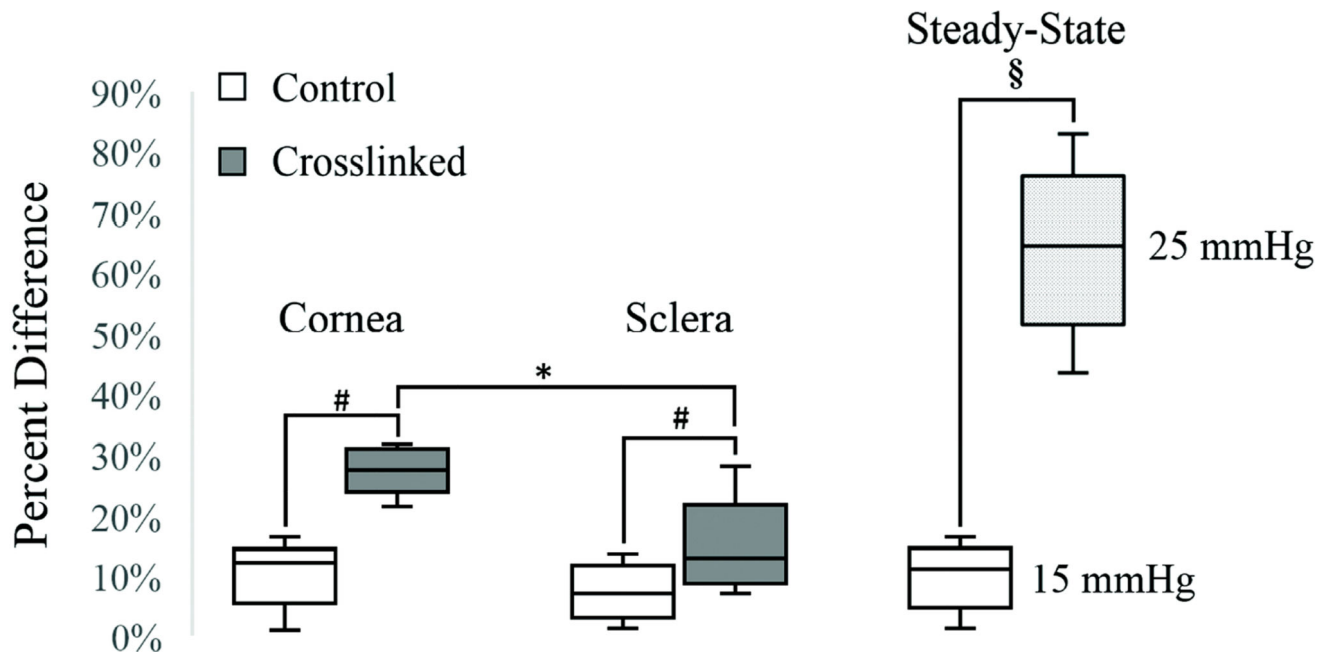 Steady-State
§
90%
Control
80%
Crosslinked
70%
60%
50%
40%
30%
20%
10%
0%
Percent Difference
Cornea
Sclera
*
#
#
25 mmHg
15 mmHg